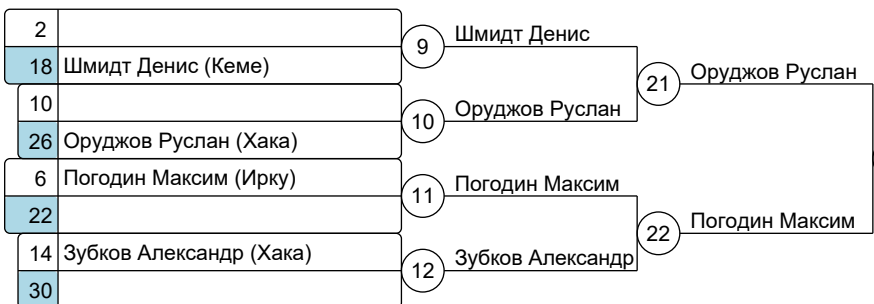 2
9
Шмидт Денис
18 Шмидт Денис (Кеме)
21
Оруджов Руслан
10
10
Оруджов Руслан
26 Оруджов Руслан (Хака)
6 Погодин Максим (Ирку)
11
Погодин Максим
22
22
Погодин Максим
14 Зубков Александр (Хака)
12
Зубков Александр
30